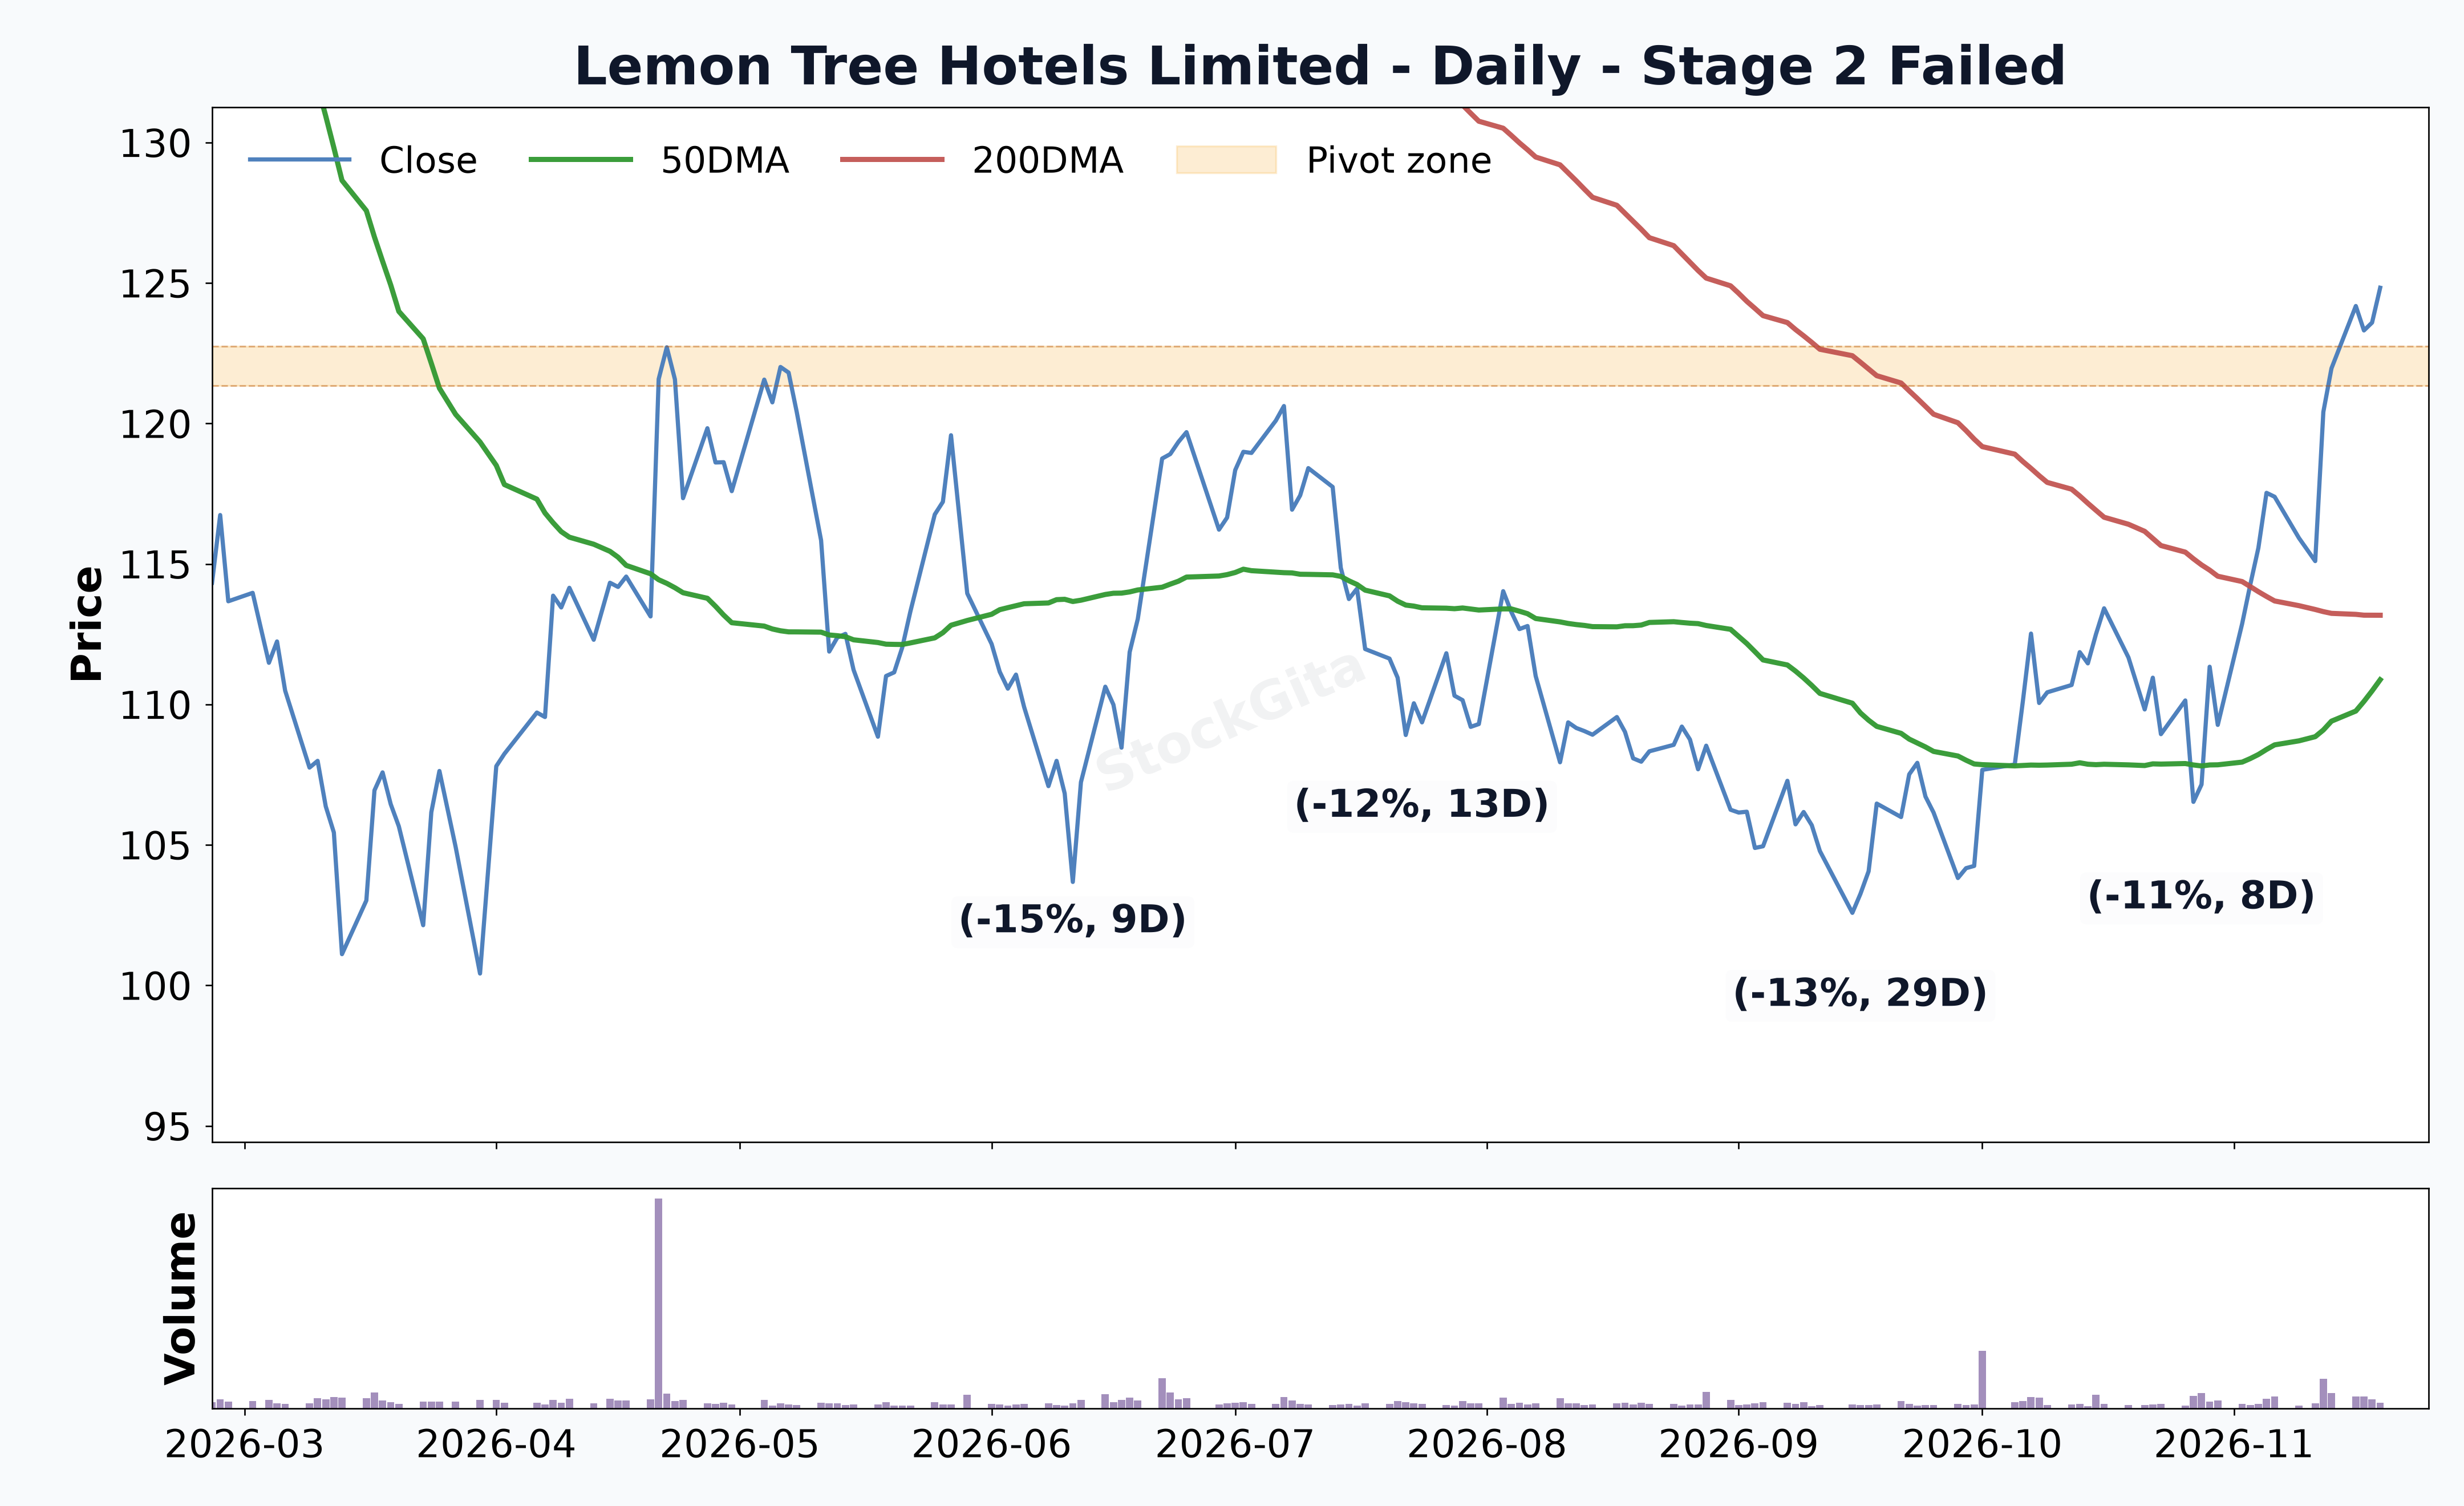 Lemon Tree Hotels Limited - Daily - Stage 2 Failed
Close 50DMA 200DMA Pivot zone
130
125
120
115
110
105
100
95
Price
StockGita
(-12%, 13D)
(-15%, 9D)
(-11%, 8D)
(-13%, 29D)
Volume
2026-03 2026-04 2026-05 2026-06 2026-07 2026-08 2026-09 2026-10 2026-11